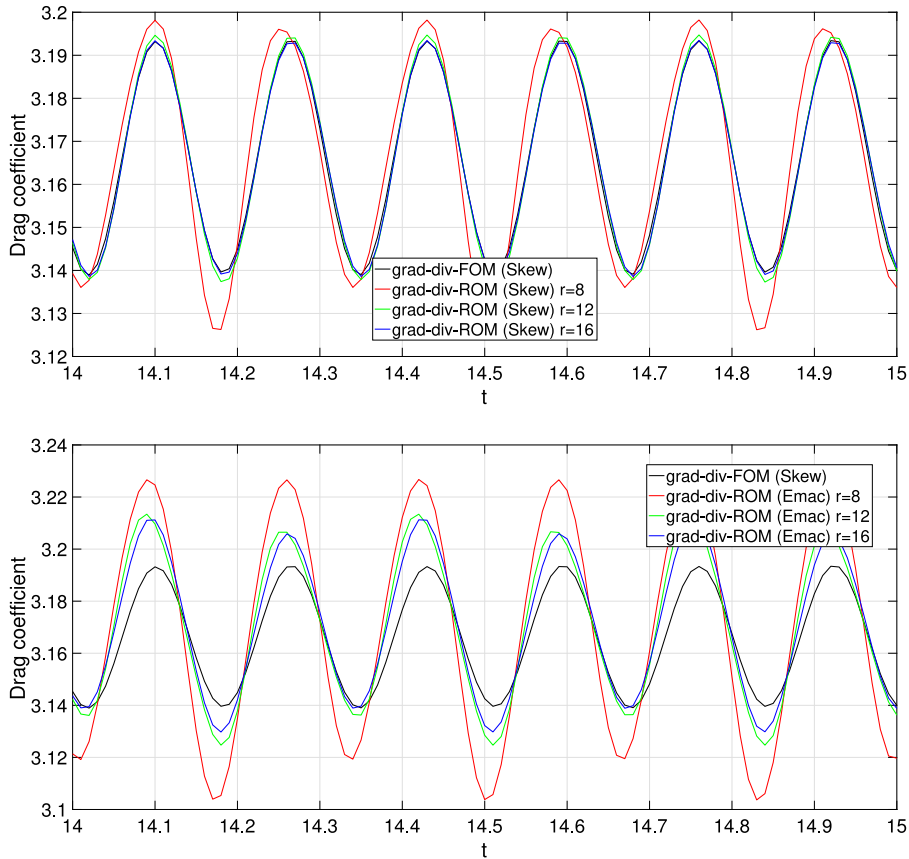 3.2
3.19
3.18
3.17
3.16
3.15
3.14
3.13
3.12
Drag coefficient
grad-div-FOM (Skew)
grad-div-ROM (Skew) r=8
grad-div-ROM (Skew) r=12
grad-div-ROM (Skew) r=16
14 14.1 14.2 14.3 14.4 14.5 14.6 14.7 14.8 14.9 15
t
3.24
3.22
3.2
3.18
3.16
3.14
3.12
3.1
Drag coefficient
grad-div-FOM (Skew)
grad-div-ROM (Emac) r=8
grad-div-ROM (Emac) r=12
grad-div-ROM (Emac) r=16
14 14.1 14.2 14.3 14.4 14.5 14.6 14.7 14.8 14.9 15
t